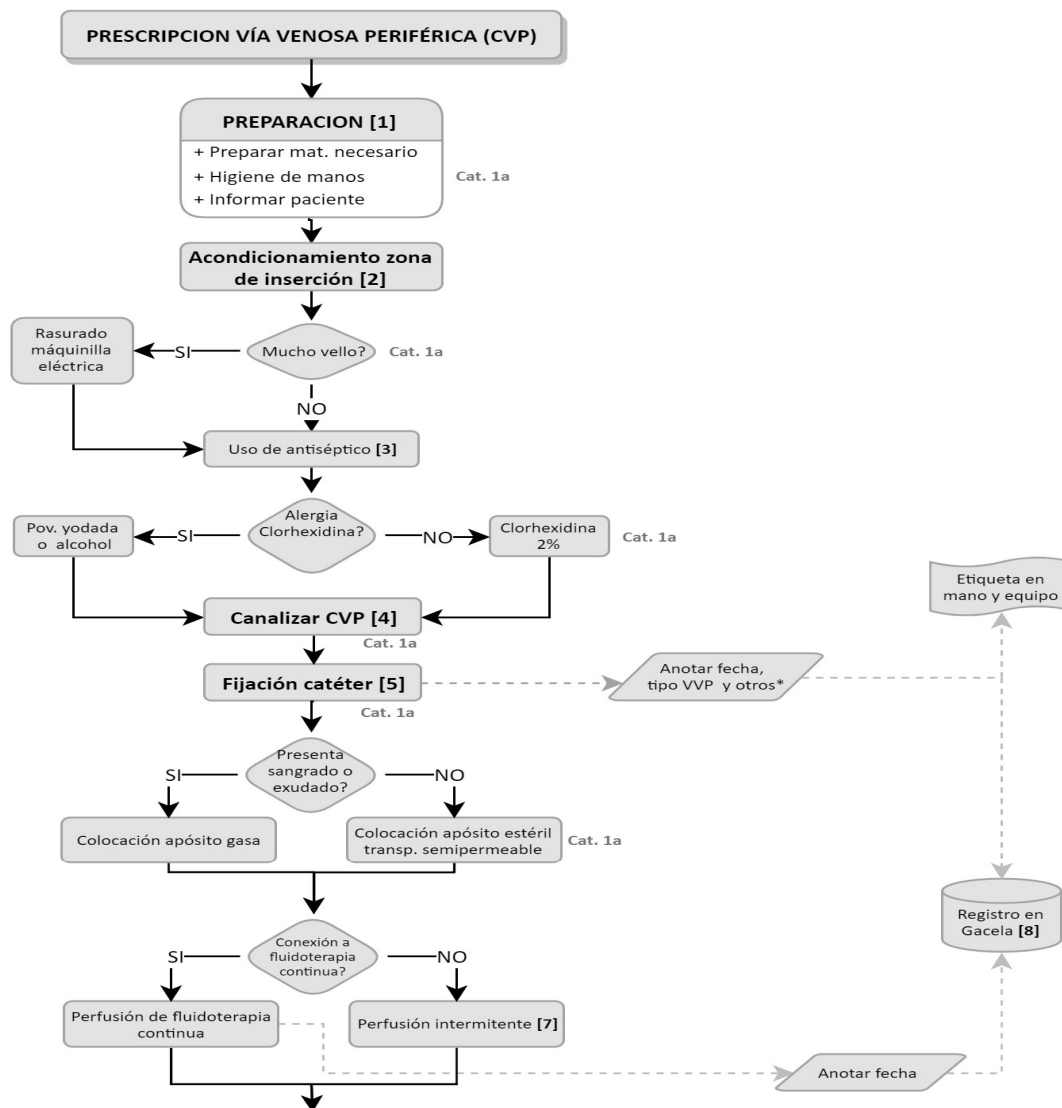 PRESCRIPCION VÍA VENOSA PERIFÉRICA (CVP)
PREPARACION [1]
+ Preparar mat. necesario
+ Higiene de manos
+ Informar paciente
Cat. 1a
Acondicionamiento zona
de inserción [2]
Rasurado
máquinilla
eléctrica
SI
Mucho vello?
Cat. 1a
NO
Uso de antiséptico [3]
Pov. yodada
o alcohol
SI
Alergia
Clorhexidina?
NO
Clorhexidina
2%
Cat. 1a
Etiqueta en
mano y equipo
Canalizar CVP [4]
Cat. 1a
Fijación catéter [5]
Cat. 1a
Anotar fecha,
tipo VVP y otros*
SI
Presenta
sangrado o
exudado?
NO
Colocación apósito gasa
Colocación apósito estéril
transp. semipermeable
Cat. 1a
Registro en
Gacela [8]
SI
Conexión a
fluidoterapia
continua?
NO
Perfusión de fluidoterapia
continua
Perfusión intermitente [7]
Anotar fecha